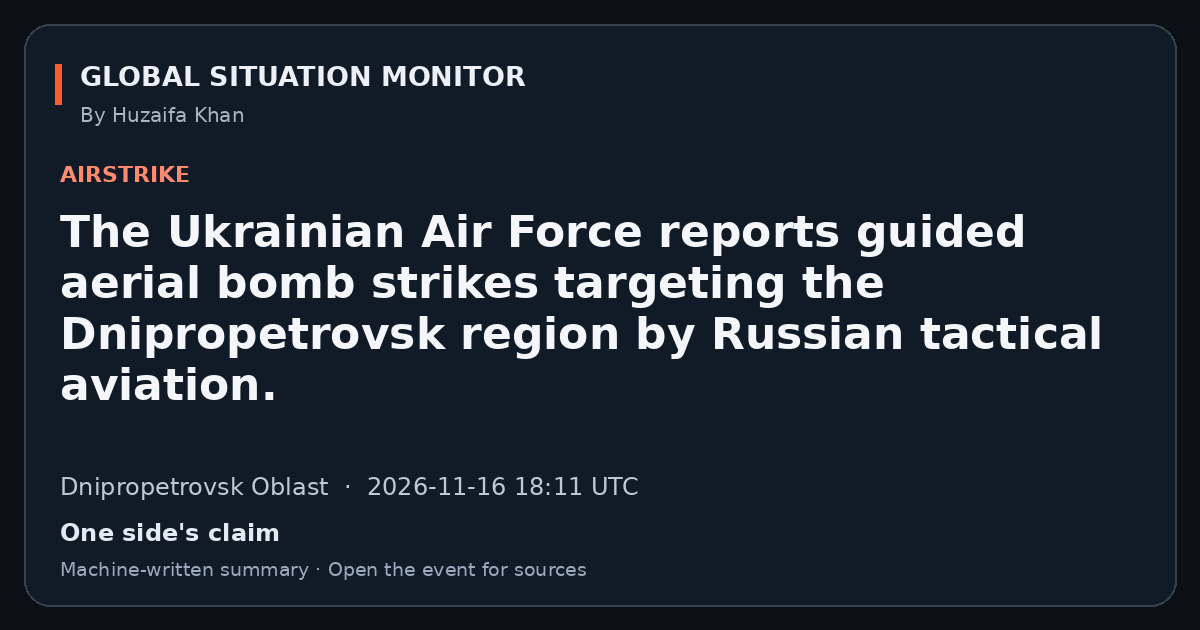 GLOBAL SITUATION MONITOR
By Huzaifa Khan
AIRSTRIKE
The Ukrainian Air Force reports guided
aerial bomb strikes targeting the
Dnipropetrovsk region by Russian tactical
aviation.
Dnipropetrovsk Oblast · 2026-11-16 18:11 UTC
One side's claim
Machine-written summary · Open the event for sources